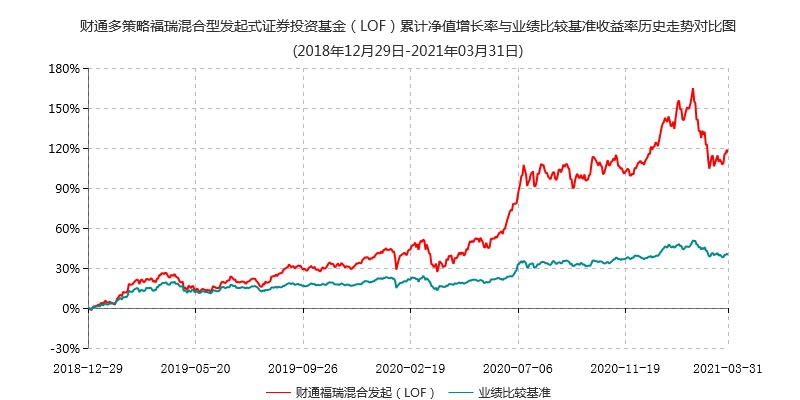 财通多策略福瑞混合型发起式证券投资基金（LOF）累计净值增长率与业绩比较基准收益率历史走势对比图
(2018年12月29日-2021年03月31日)
180%
150%
120%
90%
60%
30%
0%
-30%
2018-12-29 2019-05-20 2019-09-26 2020-02-19 2020-07-06 2020-11-19 2021-03-31
财通福瑞混合发起（LOF） 业绩比较基准